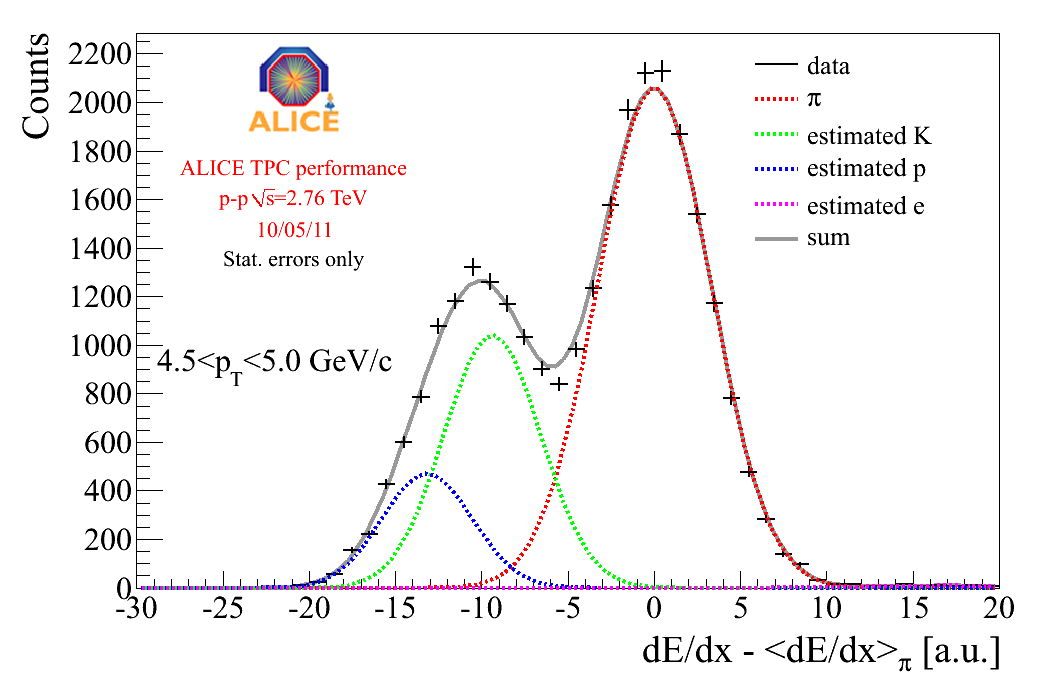 Counts
2200
2000
1800
1600
1400
1200
1000
800
600
400
200
0
ALICE
ALICE TPC performance
p-p √s=2.76 TeV
10/05/11
Stat. errors only
4.5<pT<5.0 GeV/c
data
π
estimated K
estimated p
estimated e
sum
-30 -25 -20 -15 -10 -5 0 5 10 15 20
dE/dx - <dE/dx>π [a.u.]